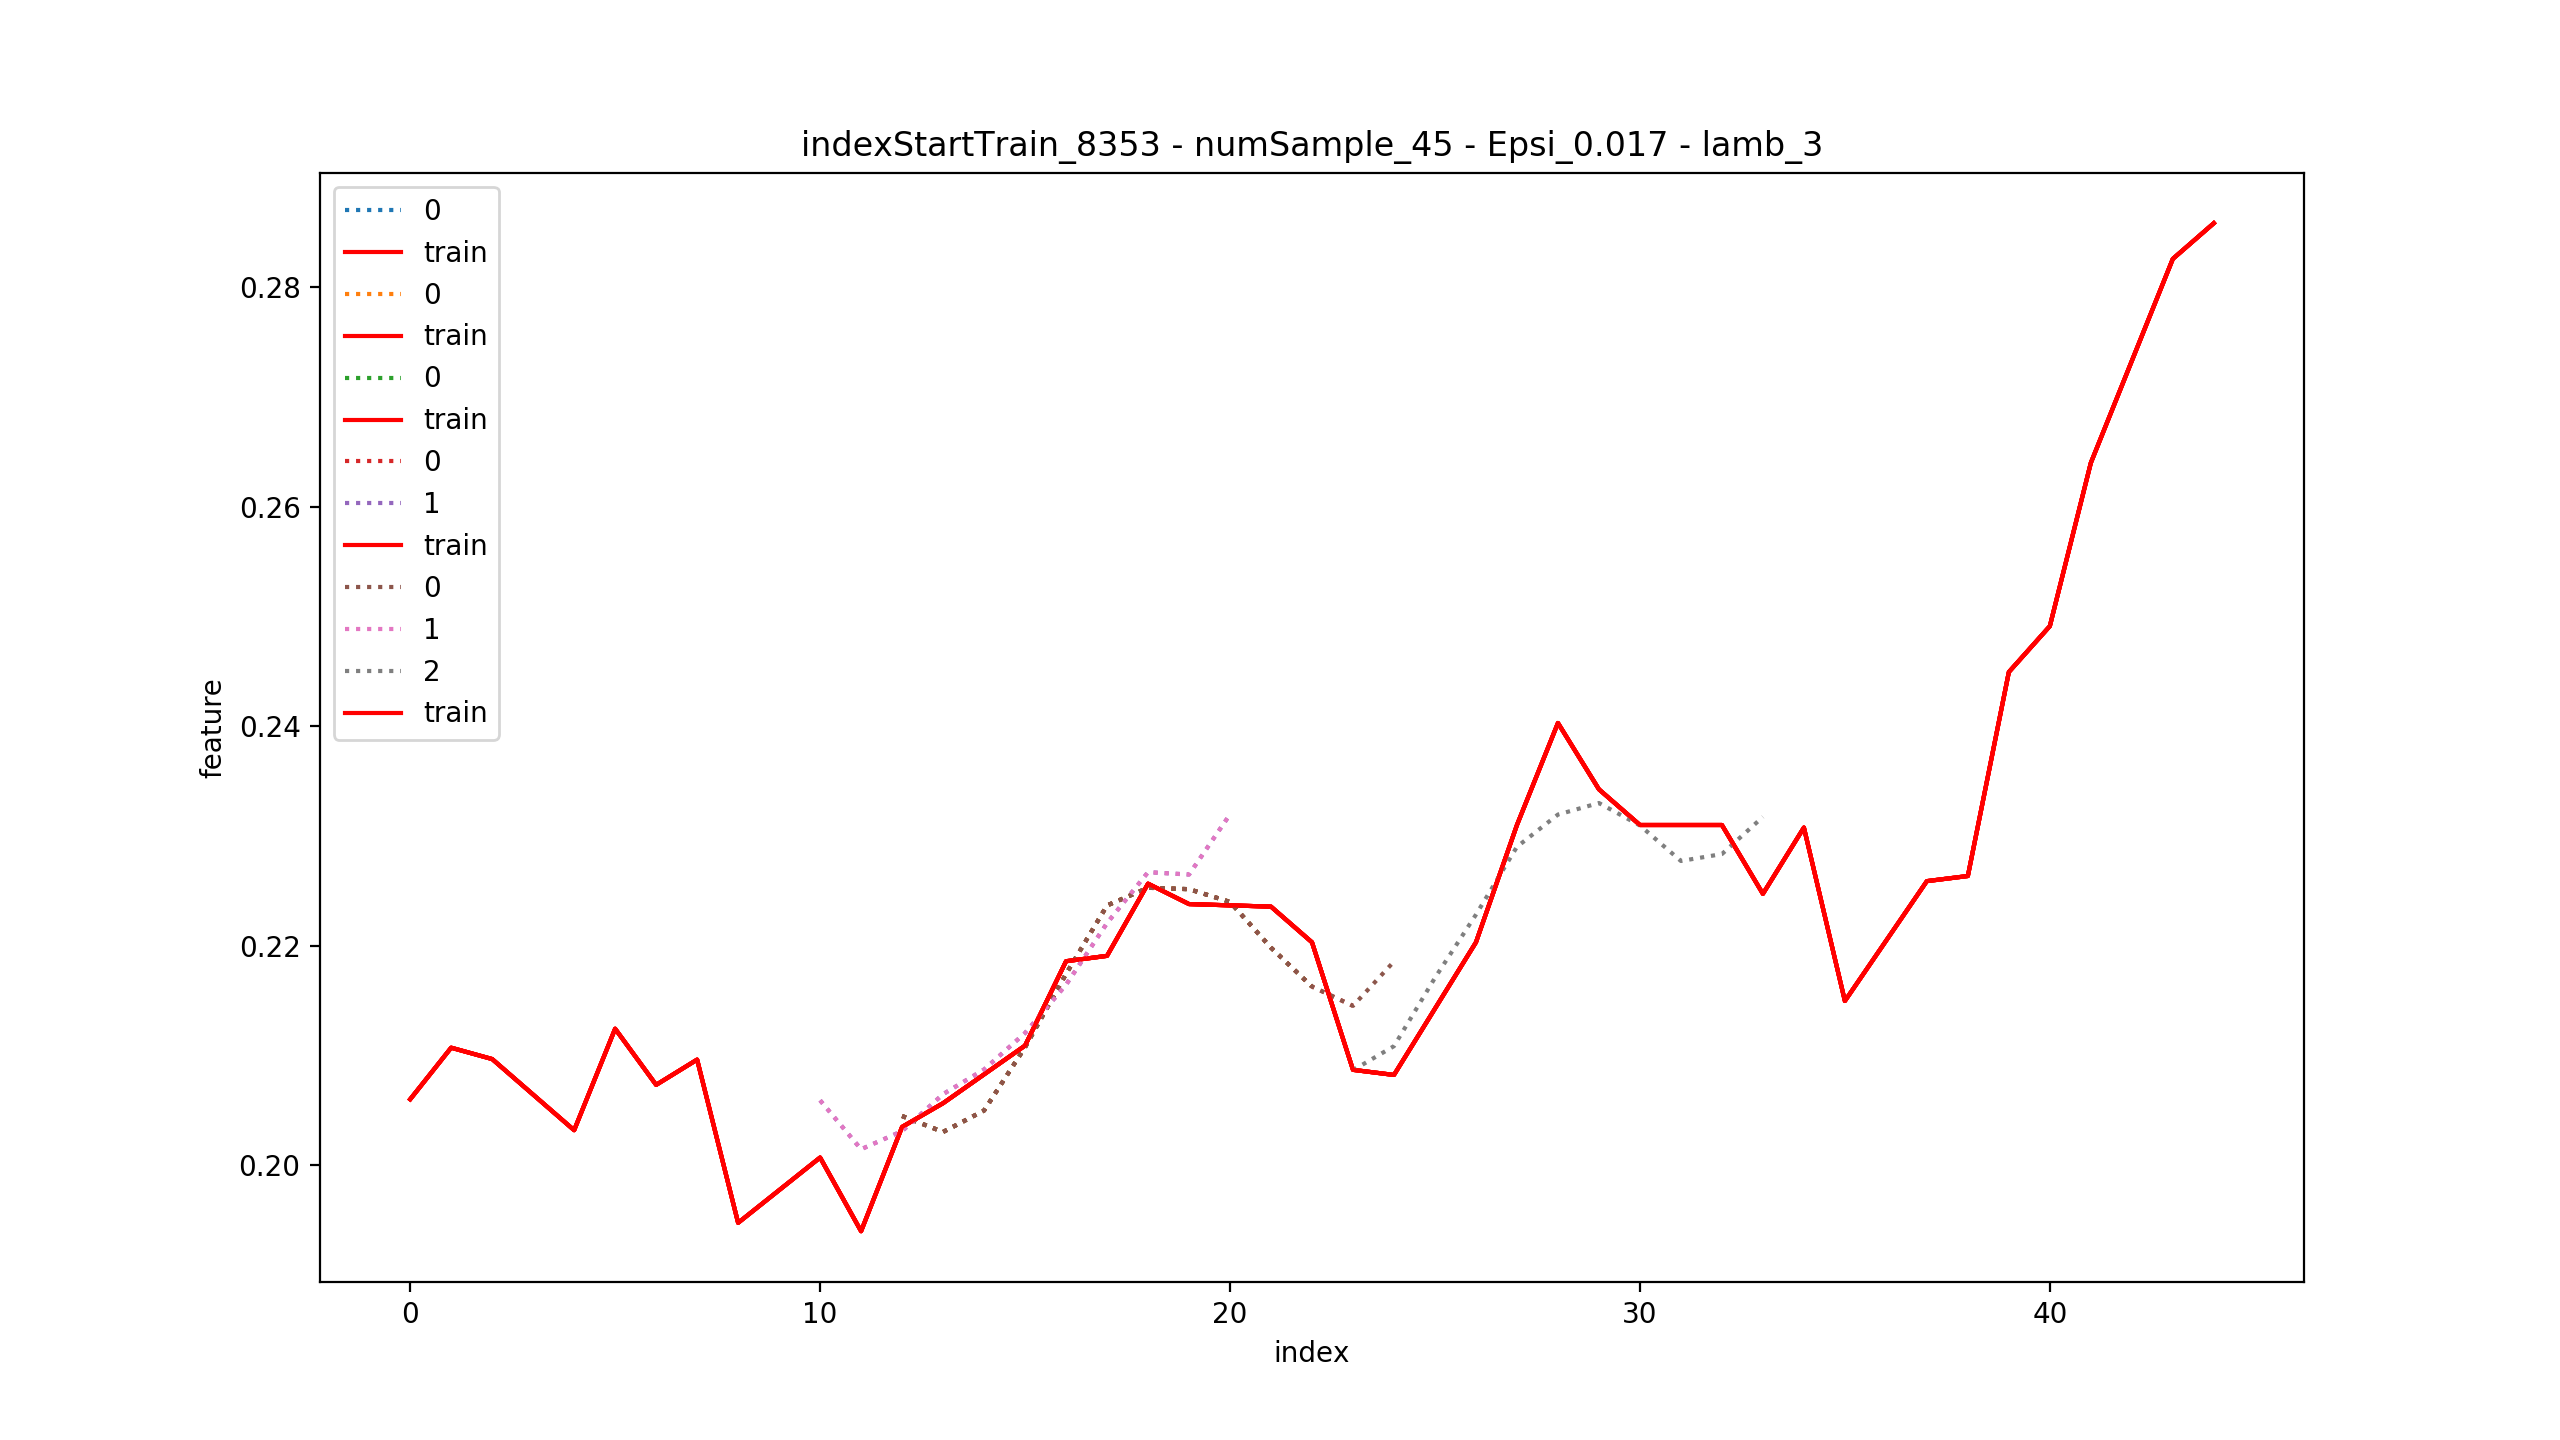 indexStartTrain_8353 - numSample_45 - Epsi_0.017 - lamb_3
0
train
0
train
0
train
0
1
train
0
1
2
train
0.28
0.26
0.24
0.22
0.20
feature
0
10
20
30
40
index